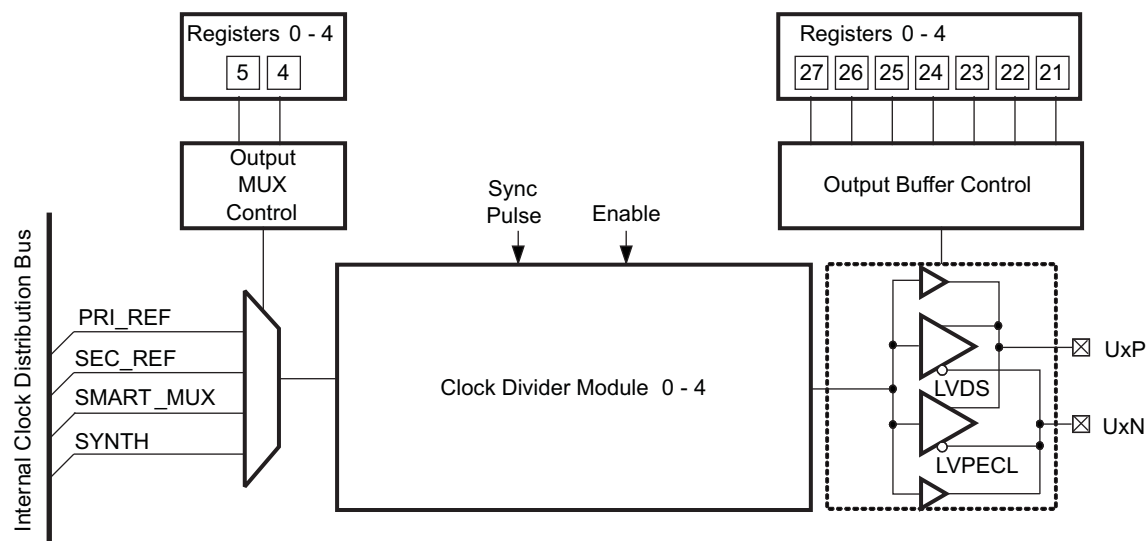 Registers 0 - 4
5 4
Output
MUX
Control
Registers 0 - 4
27 26 25 24 23 22 21
Output Buffer Control
Sync
Pulse
Enable
Internal Clock Distribution Bus
PRI_REF
SEC_REF
SMART _MUX
SYNTH
Clock Divider Module 0 - 4
LVDS
LVPECL
UxP
UxN